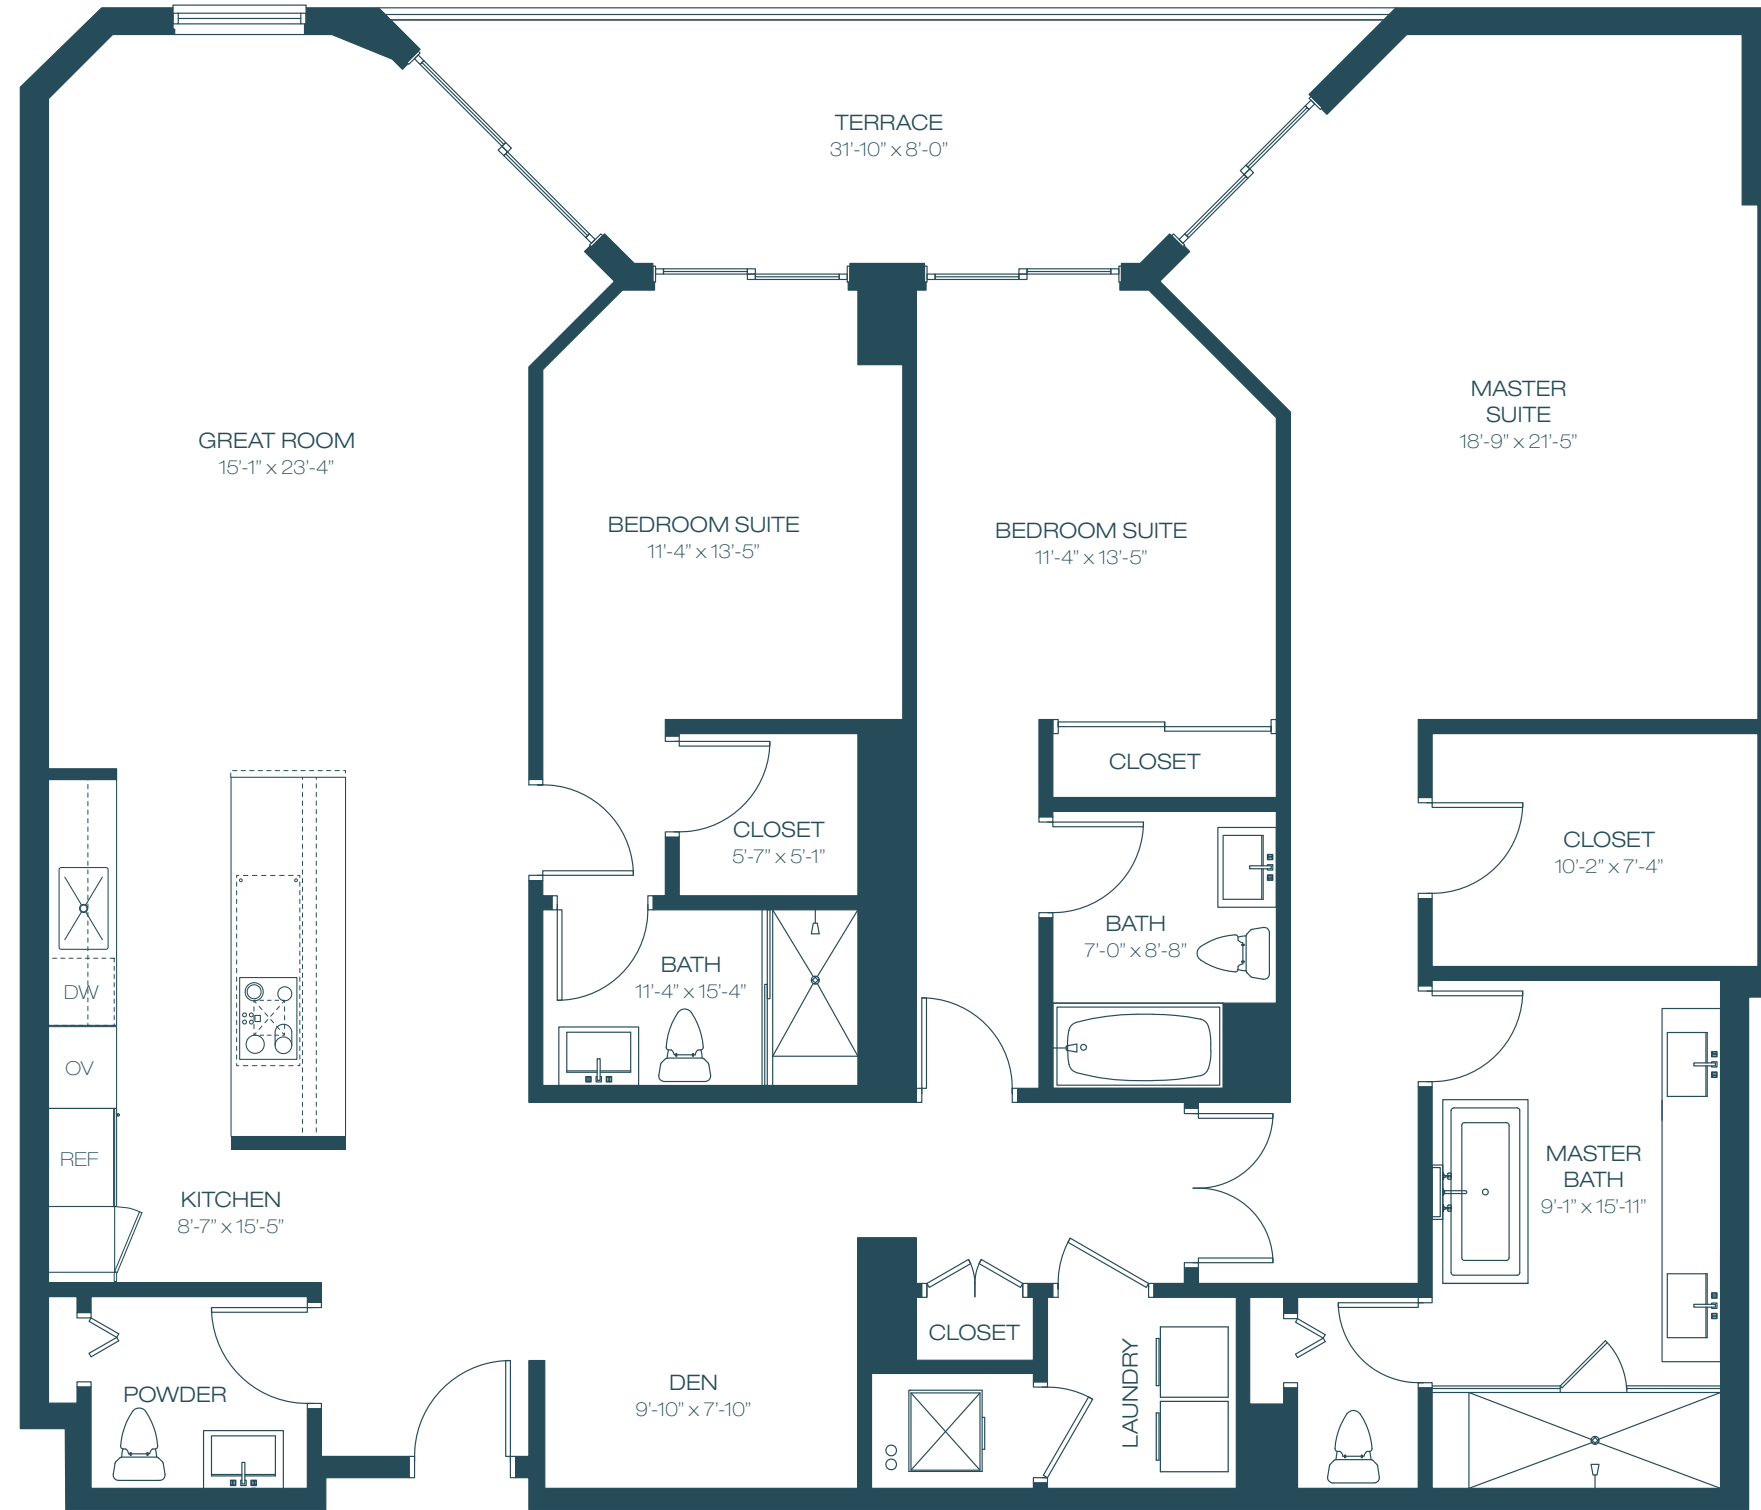 TERRACE
31'-10" x 8'-0"
MASTER
SUITE
18'-9" x 21'-5"
GREAT ROOM
15'-1" x 23'-4"
BEDROOM SUITE
11'-4" x 13'-5"
BEDROOM SUITE
11'-4" x 13'-5"
CLOSET
CLOSET
5'-7" x 5'-1"
CLOSET
10'-2" x 7'-4"
BATH
7'-0" x 8'-8"
BATH
11'-4" x 15'-4"
DW
OV
REF
KITCHEN
8'-7" x 15'-5"
MASTER
BATH
9'-1" x 15'-11"
CLOSET
LAUNDRY
DEN
9'-10" x 7'-10"
POWDER